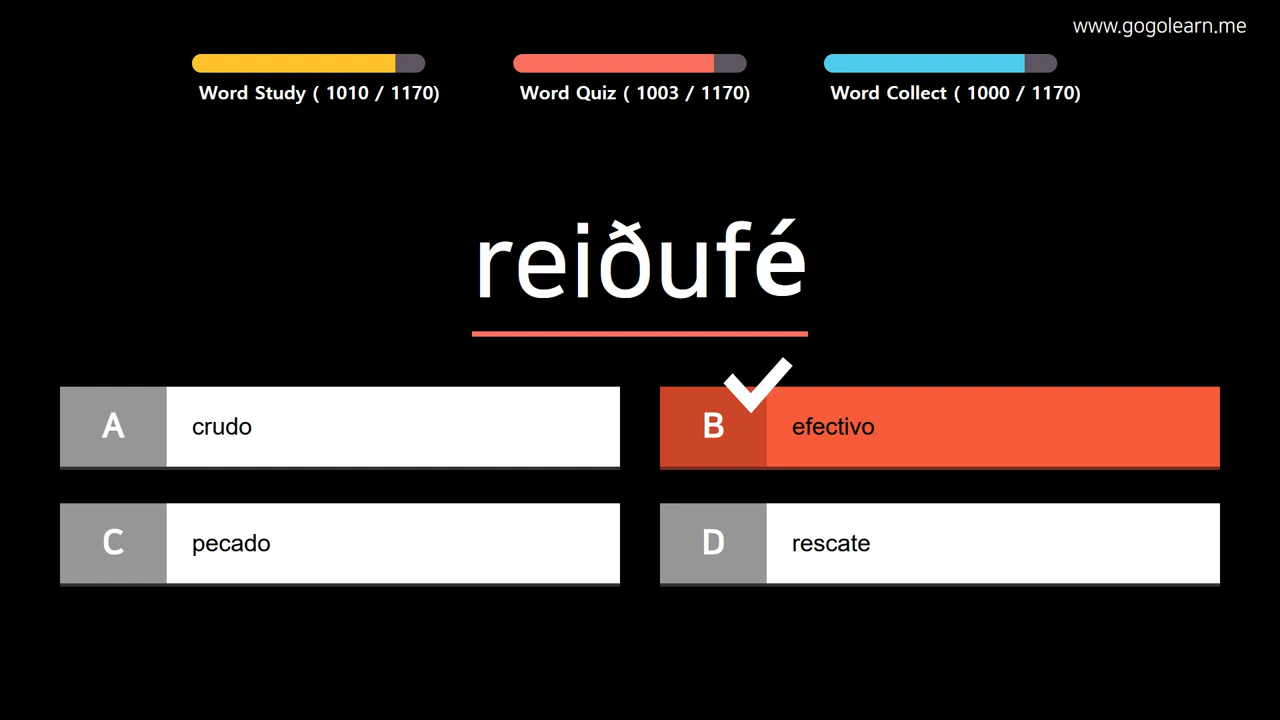 www.gogolearn.me
Word Study ( 1010 / 1170)
Word Quiz ( 1003 / 1170)
Word Collect ( 1000 / 1170)
reiðufé
A crudo
B efectivo
C pecado
D rescate